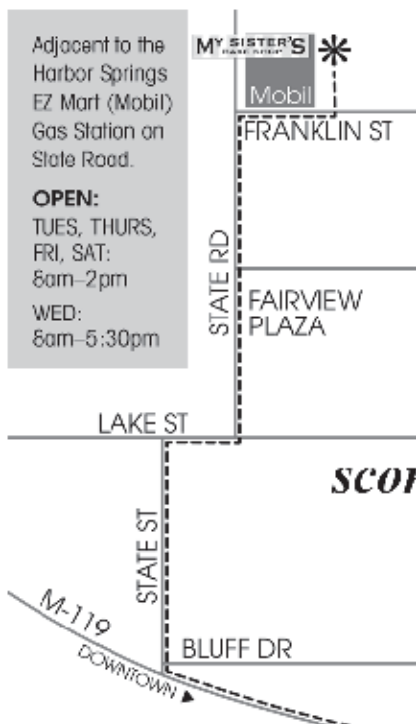 Adjacent to the
Harbor Springs
EZ Mart (Mobil)
Gas Station on
State Road.
OPEN:
TUES, THURS,
FRI, SAT:
8am–2pm
WED:
8am–5:30pm
MY SISTER'S
Mobil
FRANKLIN ST
STATE RD
FAIRVIEW
PLAZA
LAKE ST
STATE ST
M-119
DOWNTOWN
BLUFF DR